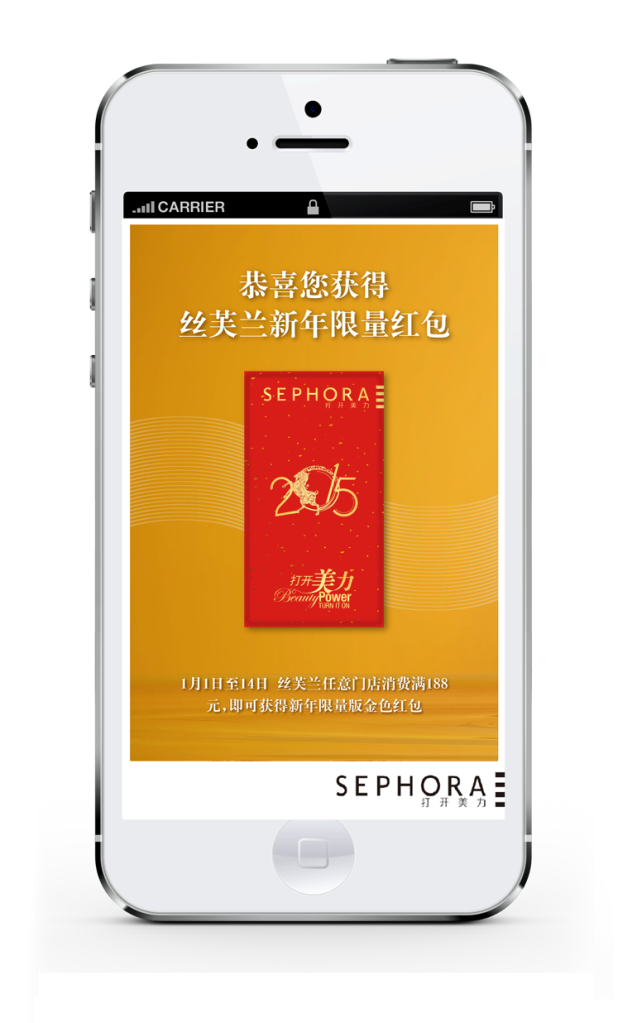 CARRIER
恭喜您获得
丝芙兰新年限量红包
SEPHORA
打开美力
2015
打开美力
Beauty Power
TURN IT ON
1月1日至14日 丝芙兰任意门店消费满188
元,即可获得新年限量版金色红包
SEPHORA
打开美力